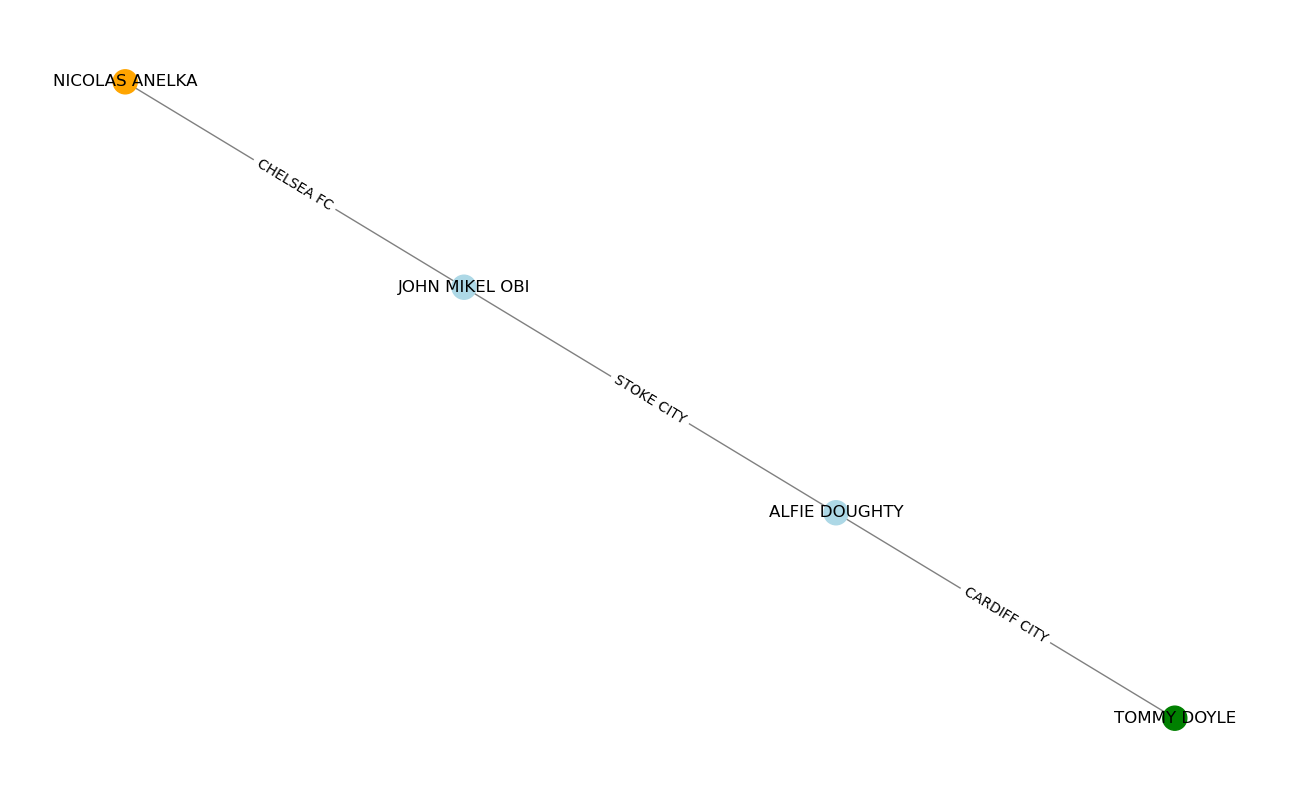 NICOLAS ANELKA
CHELSEA FC
JOHN MIKEL OBI
STOKE CITY
ALFIE DOUGHTY
CARDIFF CITY
TOMMY DOYLE